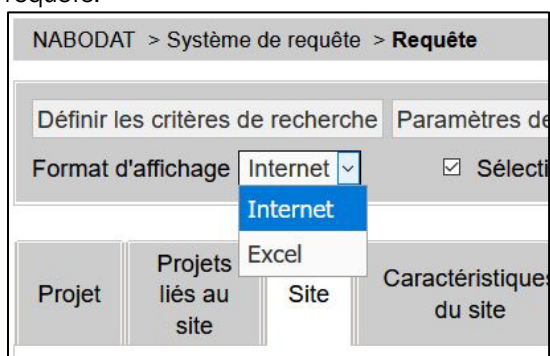 requête.
NABODAT > Système de requête > Requête
Définir les critères de recherche Paramètres de
Format d'affichage Internet Sélecti
Internet
Excel
Projet
Projets
liés au
site
Site
Caractéristiques
du site